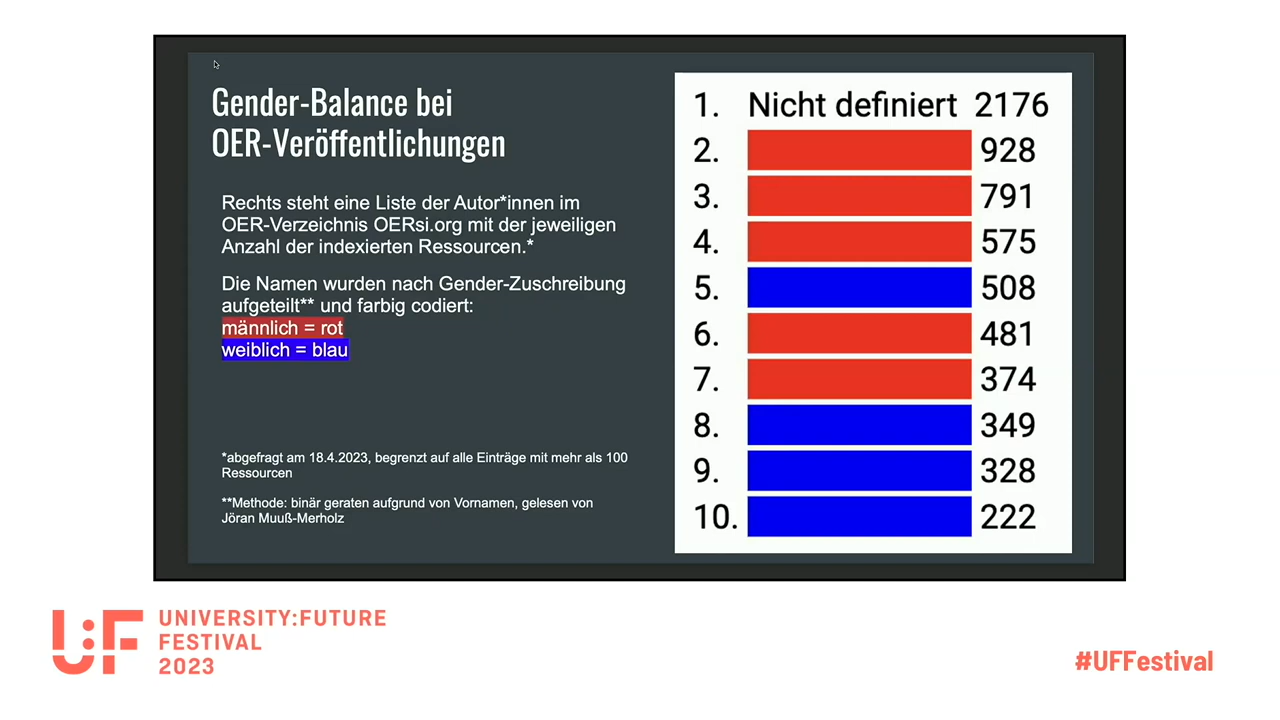 Gender-Balance bei
OER-Veröffentlichungen
Rechts steht eine Liste der Autor*innen im
OER-Verzeichnis OERsi.org mit der jeweiligen
Anzahl der indexierten Ressourcen.*
Die Namen wurden nach Gender-Zuschreibung
aufgeteilt** und farbig codiert:
männlich = rot
weiblich = blau
*abgefragt am 18.4.2023, begrenzt auf alle Einträge mit mehr als 100
Ressourcen
**Methode: binär geraten aufgrund von Vornamen, gelesen von
Jöran Muuß-Merholz
1. Nicht definiert 2176
2. 928
3. 791
4. 575
5. 508
6. 481
7. 374
8. 349
9. 328
10. 222
U:F
UNIVERSITY:FUTURE
FESTIVAL
2023
#UFFestival